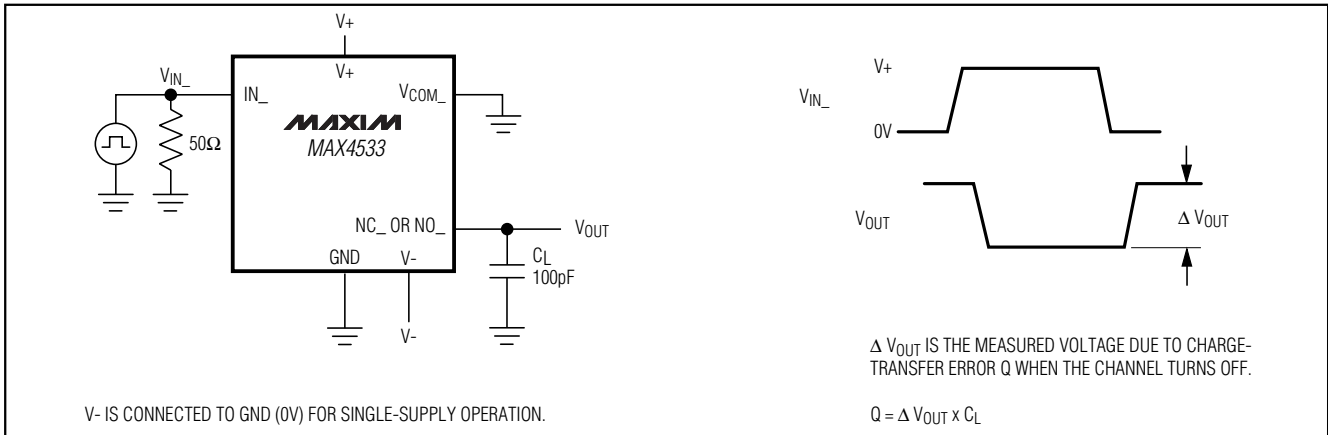 V+
V+
VIN_
IN_
VCOM_
50Ω
MAXIM
MAX4533
NC_ OR NO_
VOUT
GND
V-
CL
100pF
V-
V- IS CONNECTED TO GND (0V) FOR SINGLE-SUPPLY OPERATION.
V+
VIN_
0V
VOUT
Δ VOUT
Δ VOUT IS THE MEASURED VOLTAGE DUE TO CHARGE-
TRANSFER ERROR Q WHEN THE CHANNEL TURNS OFF.
Q = Δ VOUT x CL